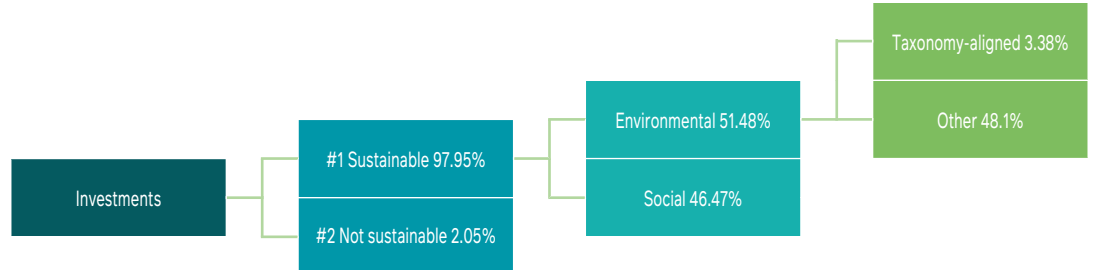 Investments
#1 Sustainable 97.95%
#2 Not sustainable 2.05%
Environmental 51.48%
Social 46.47%
Taxonomy-aligned 3.38%
Other 48.1%